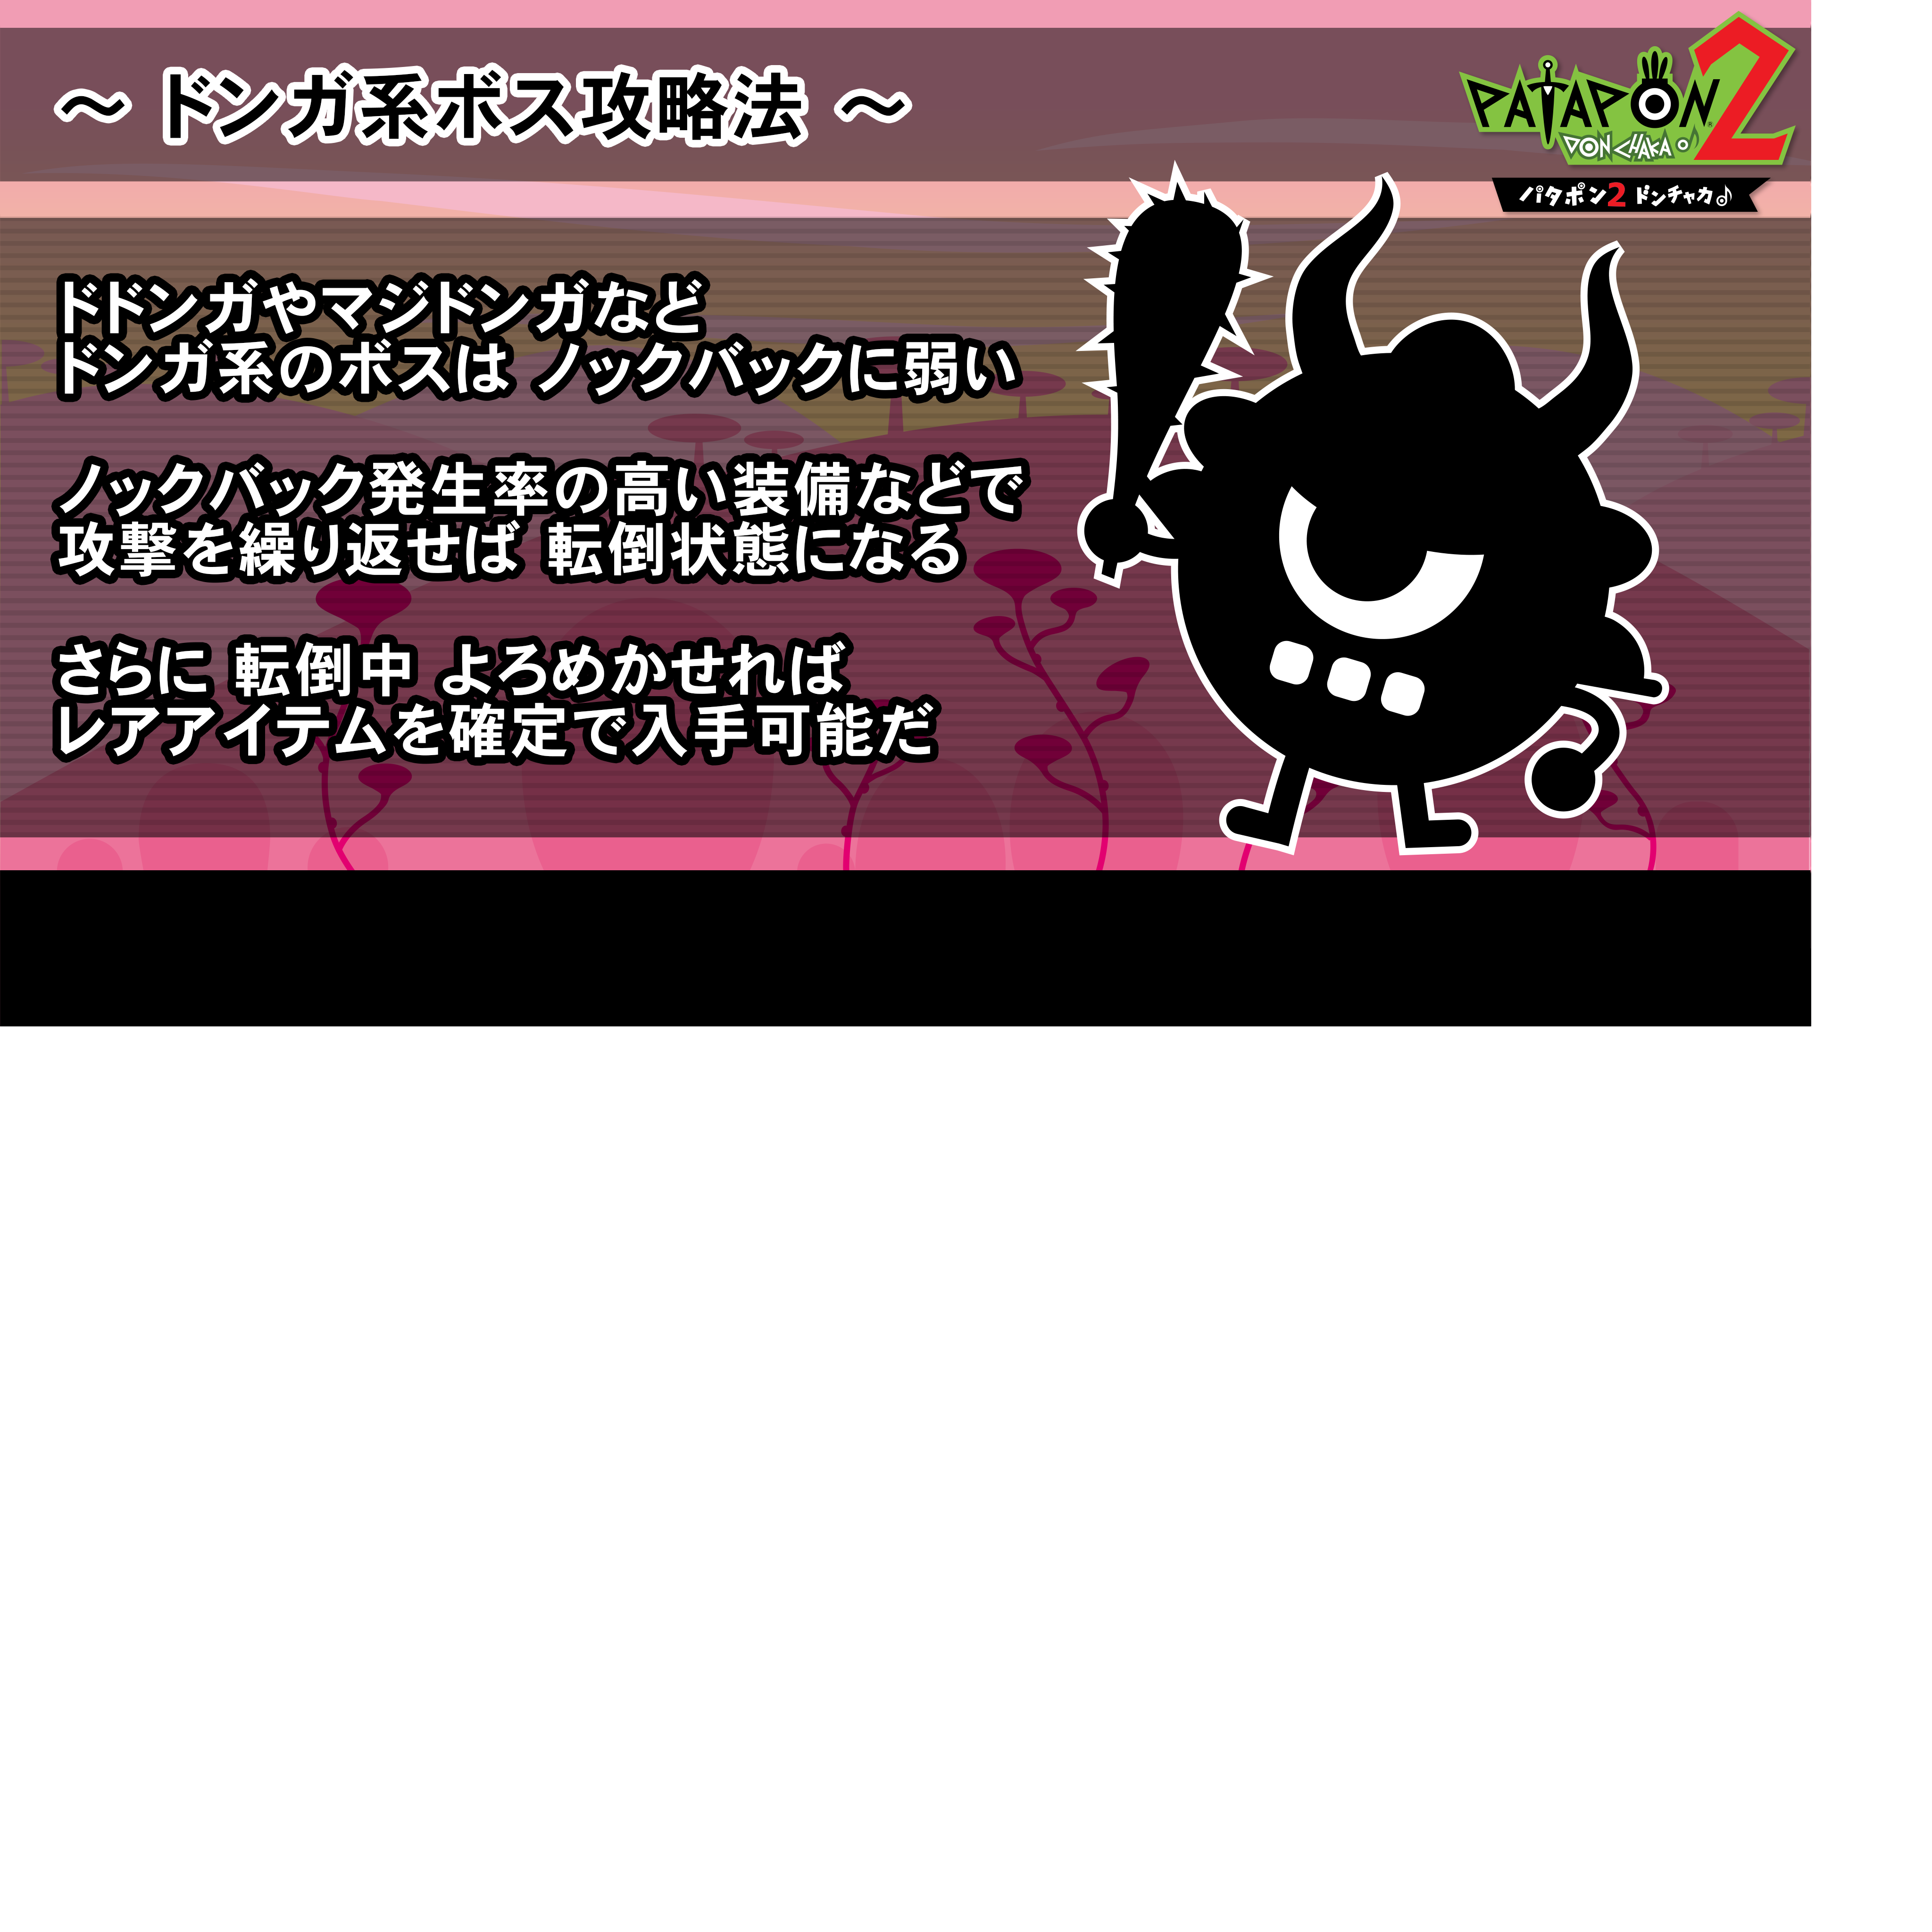 ～ ドンガ系ボス攻略法 ～
PATAPON 2
DON CHAKA♪
パタポン2 ドンチャカ♪
ドドンガやマジドンガなど
ドンガ系のボスは ノックバックに弱い
ノックバック発生率の高い装備などで
攻撃を繰り返せば 転倒状態になる
さらに 転倒中 よろめかせれば
レアアイテムを確定で入手可能だ